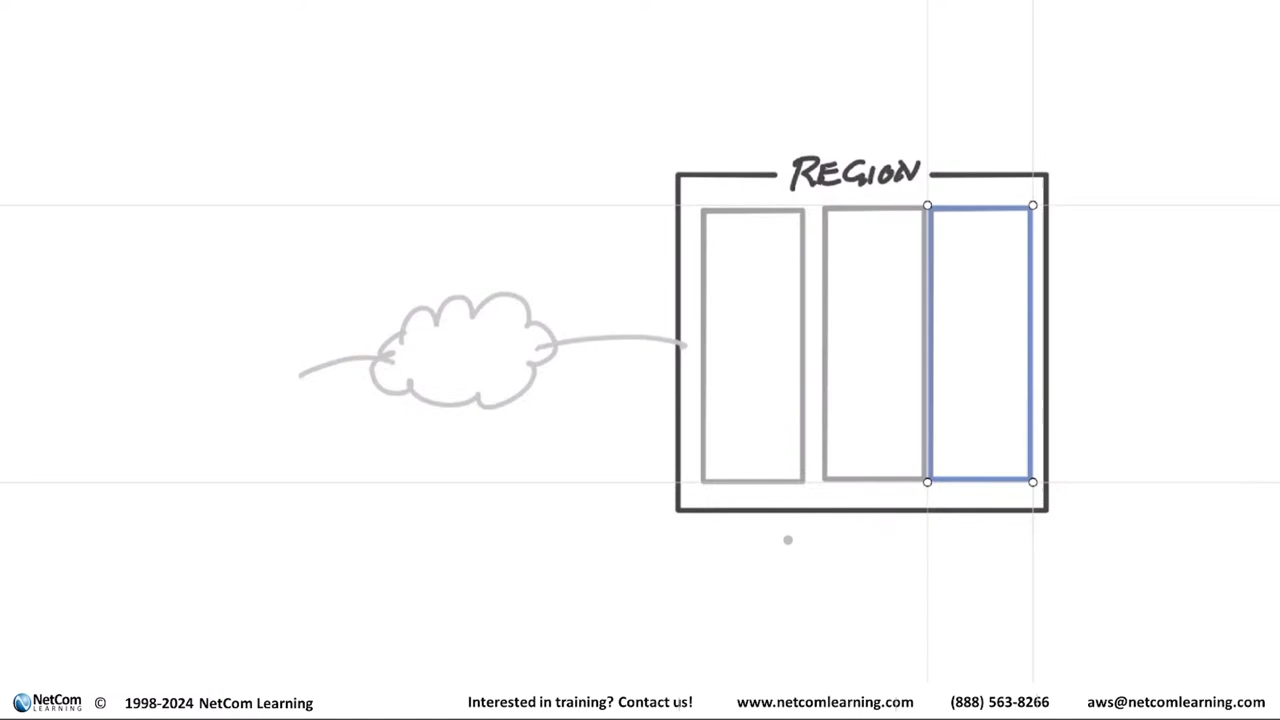 REGION
NetCom
LEARNING
© 1998-2024 NetCom Learning
Interested in training? Contact us!
www.netcomlearning.com
(888) 563-8266
aws@netcomlearning.com